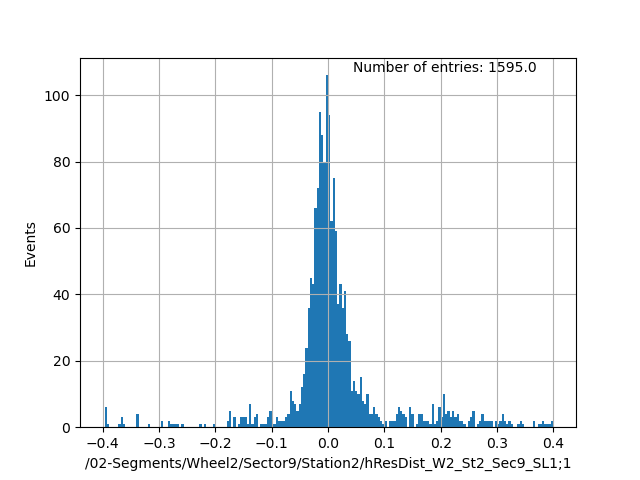 Number of entries: 1595.0
Events
100
80
60
40
20
0
−0.4 −0.3 −0.2 −0.1 0.0 0.1 0.2 0.3 0.4
/02-Segments/Wheel2/Sector9/Station2/hResDist_W2_St2_Sec9_SL1;1